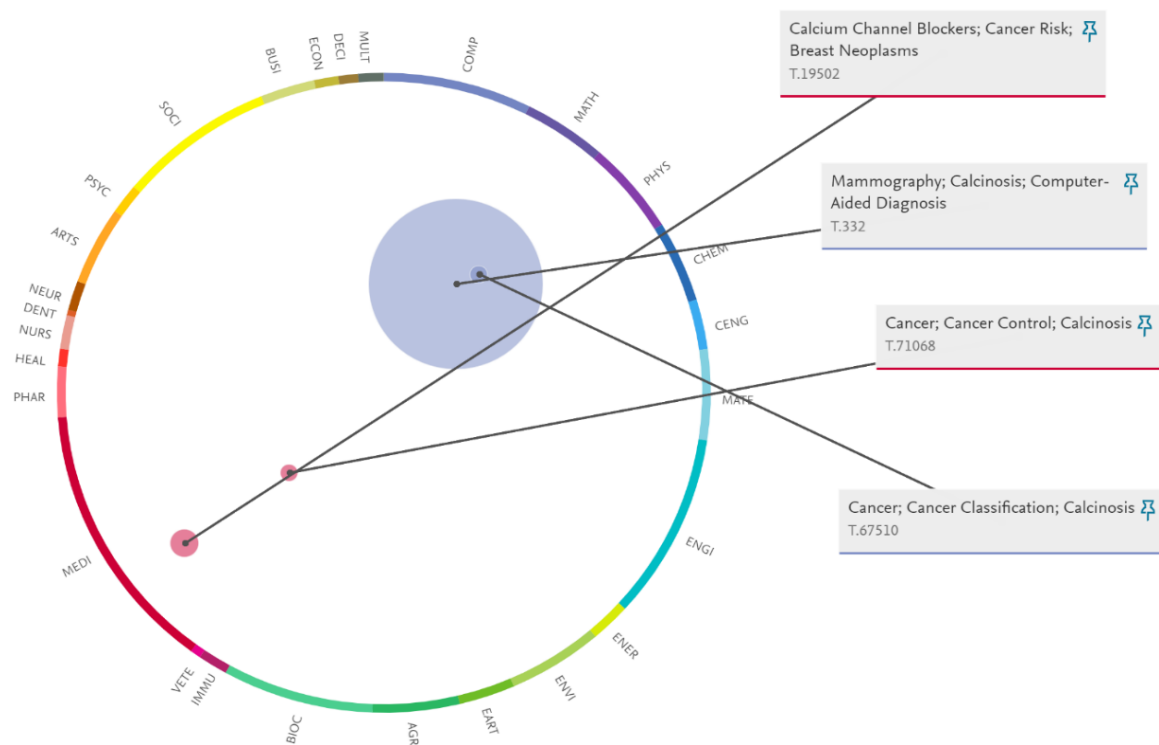 Calcium Channel Blockers; Cancer Risk;
Breast Neoplasms
T.19502
Mammography; Calcinosis; Computer-
Aided Diagnosis
T.332
Cancer; Cancer Control; Calcinosis
T.71068
Cancer; Cancer Classification; Calcinosis
T.67510
COMP
MATH
PHYS
CHEM
CENG
MATE
ENGI
ENER
ENVI
EART
AGRI
BIOC
IMMU
VETE
MEDI
PHAR
HEAL
NURS
DENT
NEUR
ARTS
PSYC
SOCI
BUSI
ECON
DECI
MULT